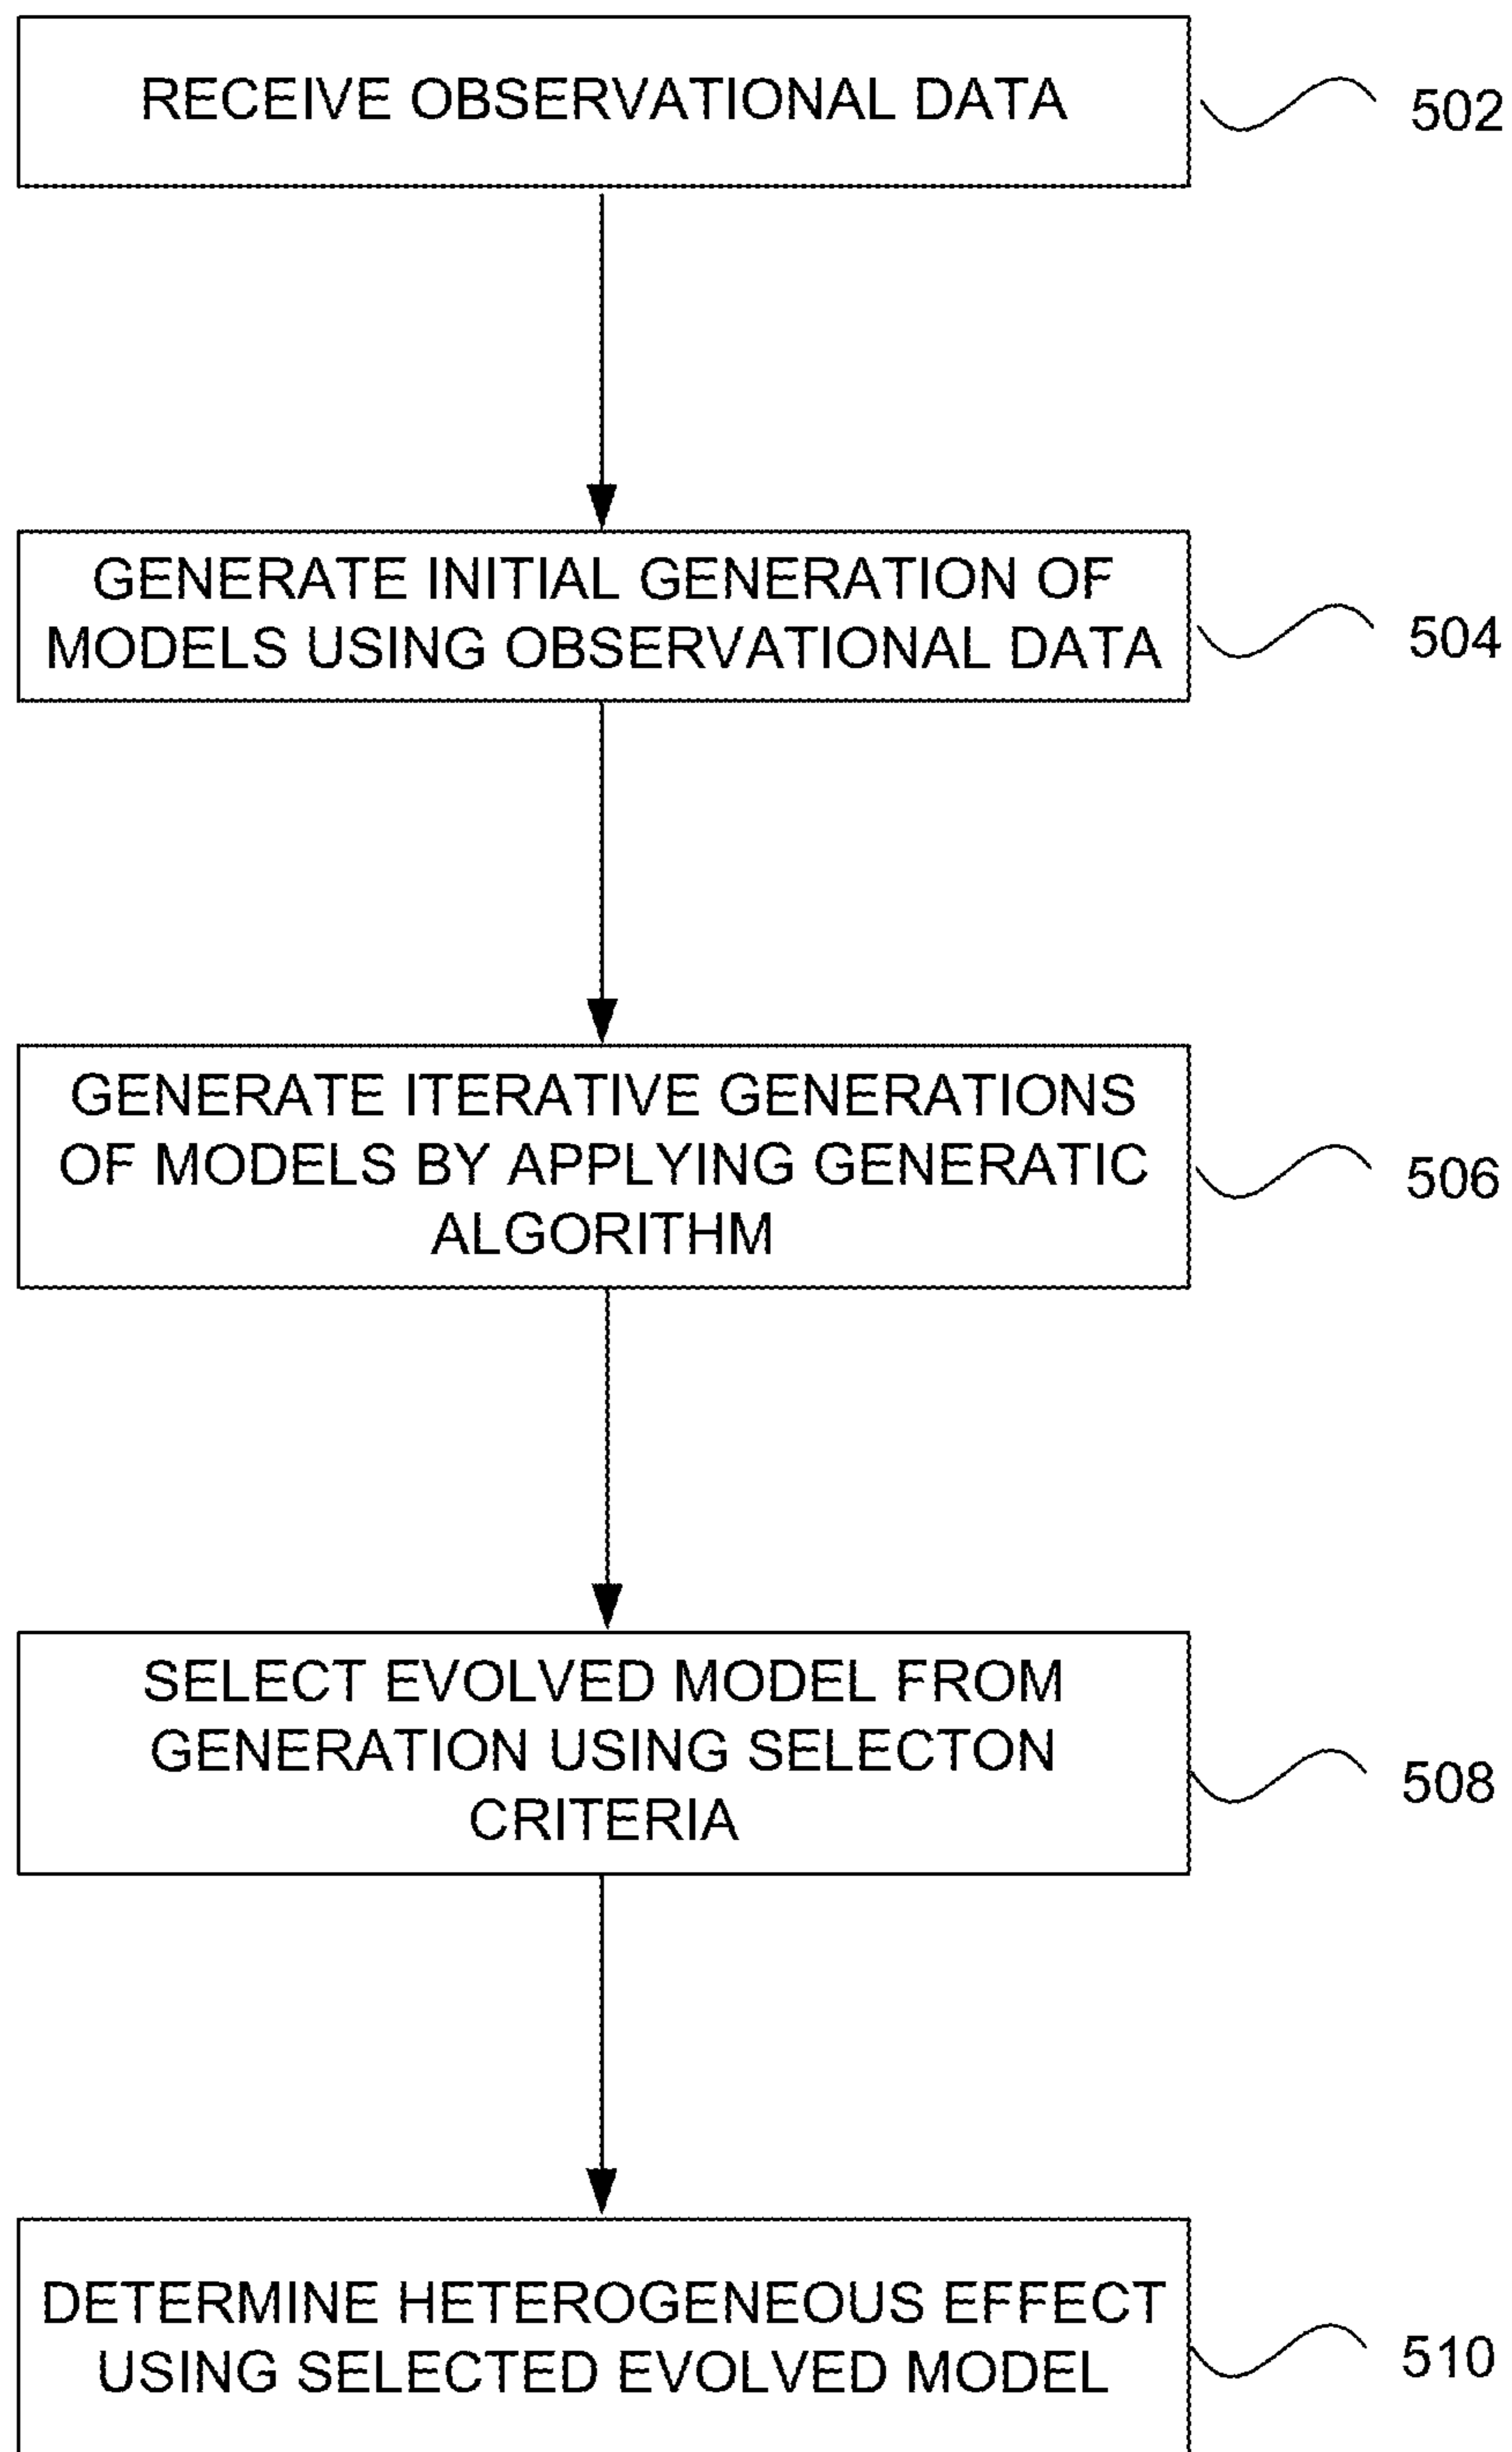 RECEIVE OBSERVATIONAL DATA
502
GENERATE INITIAL GENERATION OF
MODELS USING OBSERVATIONAL DATA
504
GENERATE ITERATIVE GENERATIONS
OF MODELS BY APPLYING GENERATIC
ALGORITHM
506
SELECT EVOLVED MODEL FROM
GENERATION USING SELECTON
CRITERIA
508
DETERMINE HETEROGENEOUS EFFECT
USING SELECTED EVOLVED MODEL
510